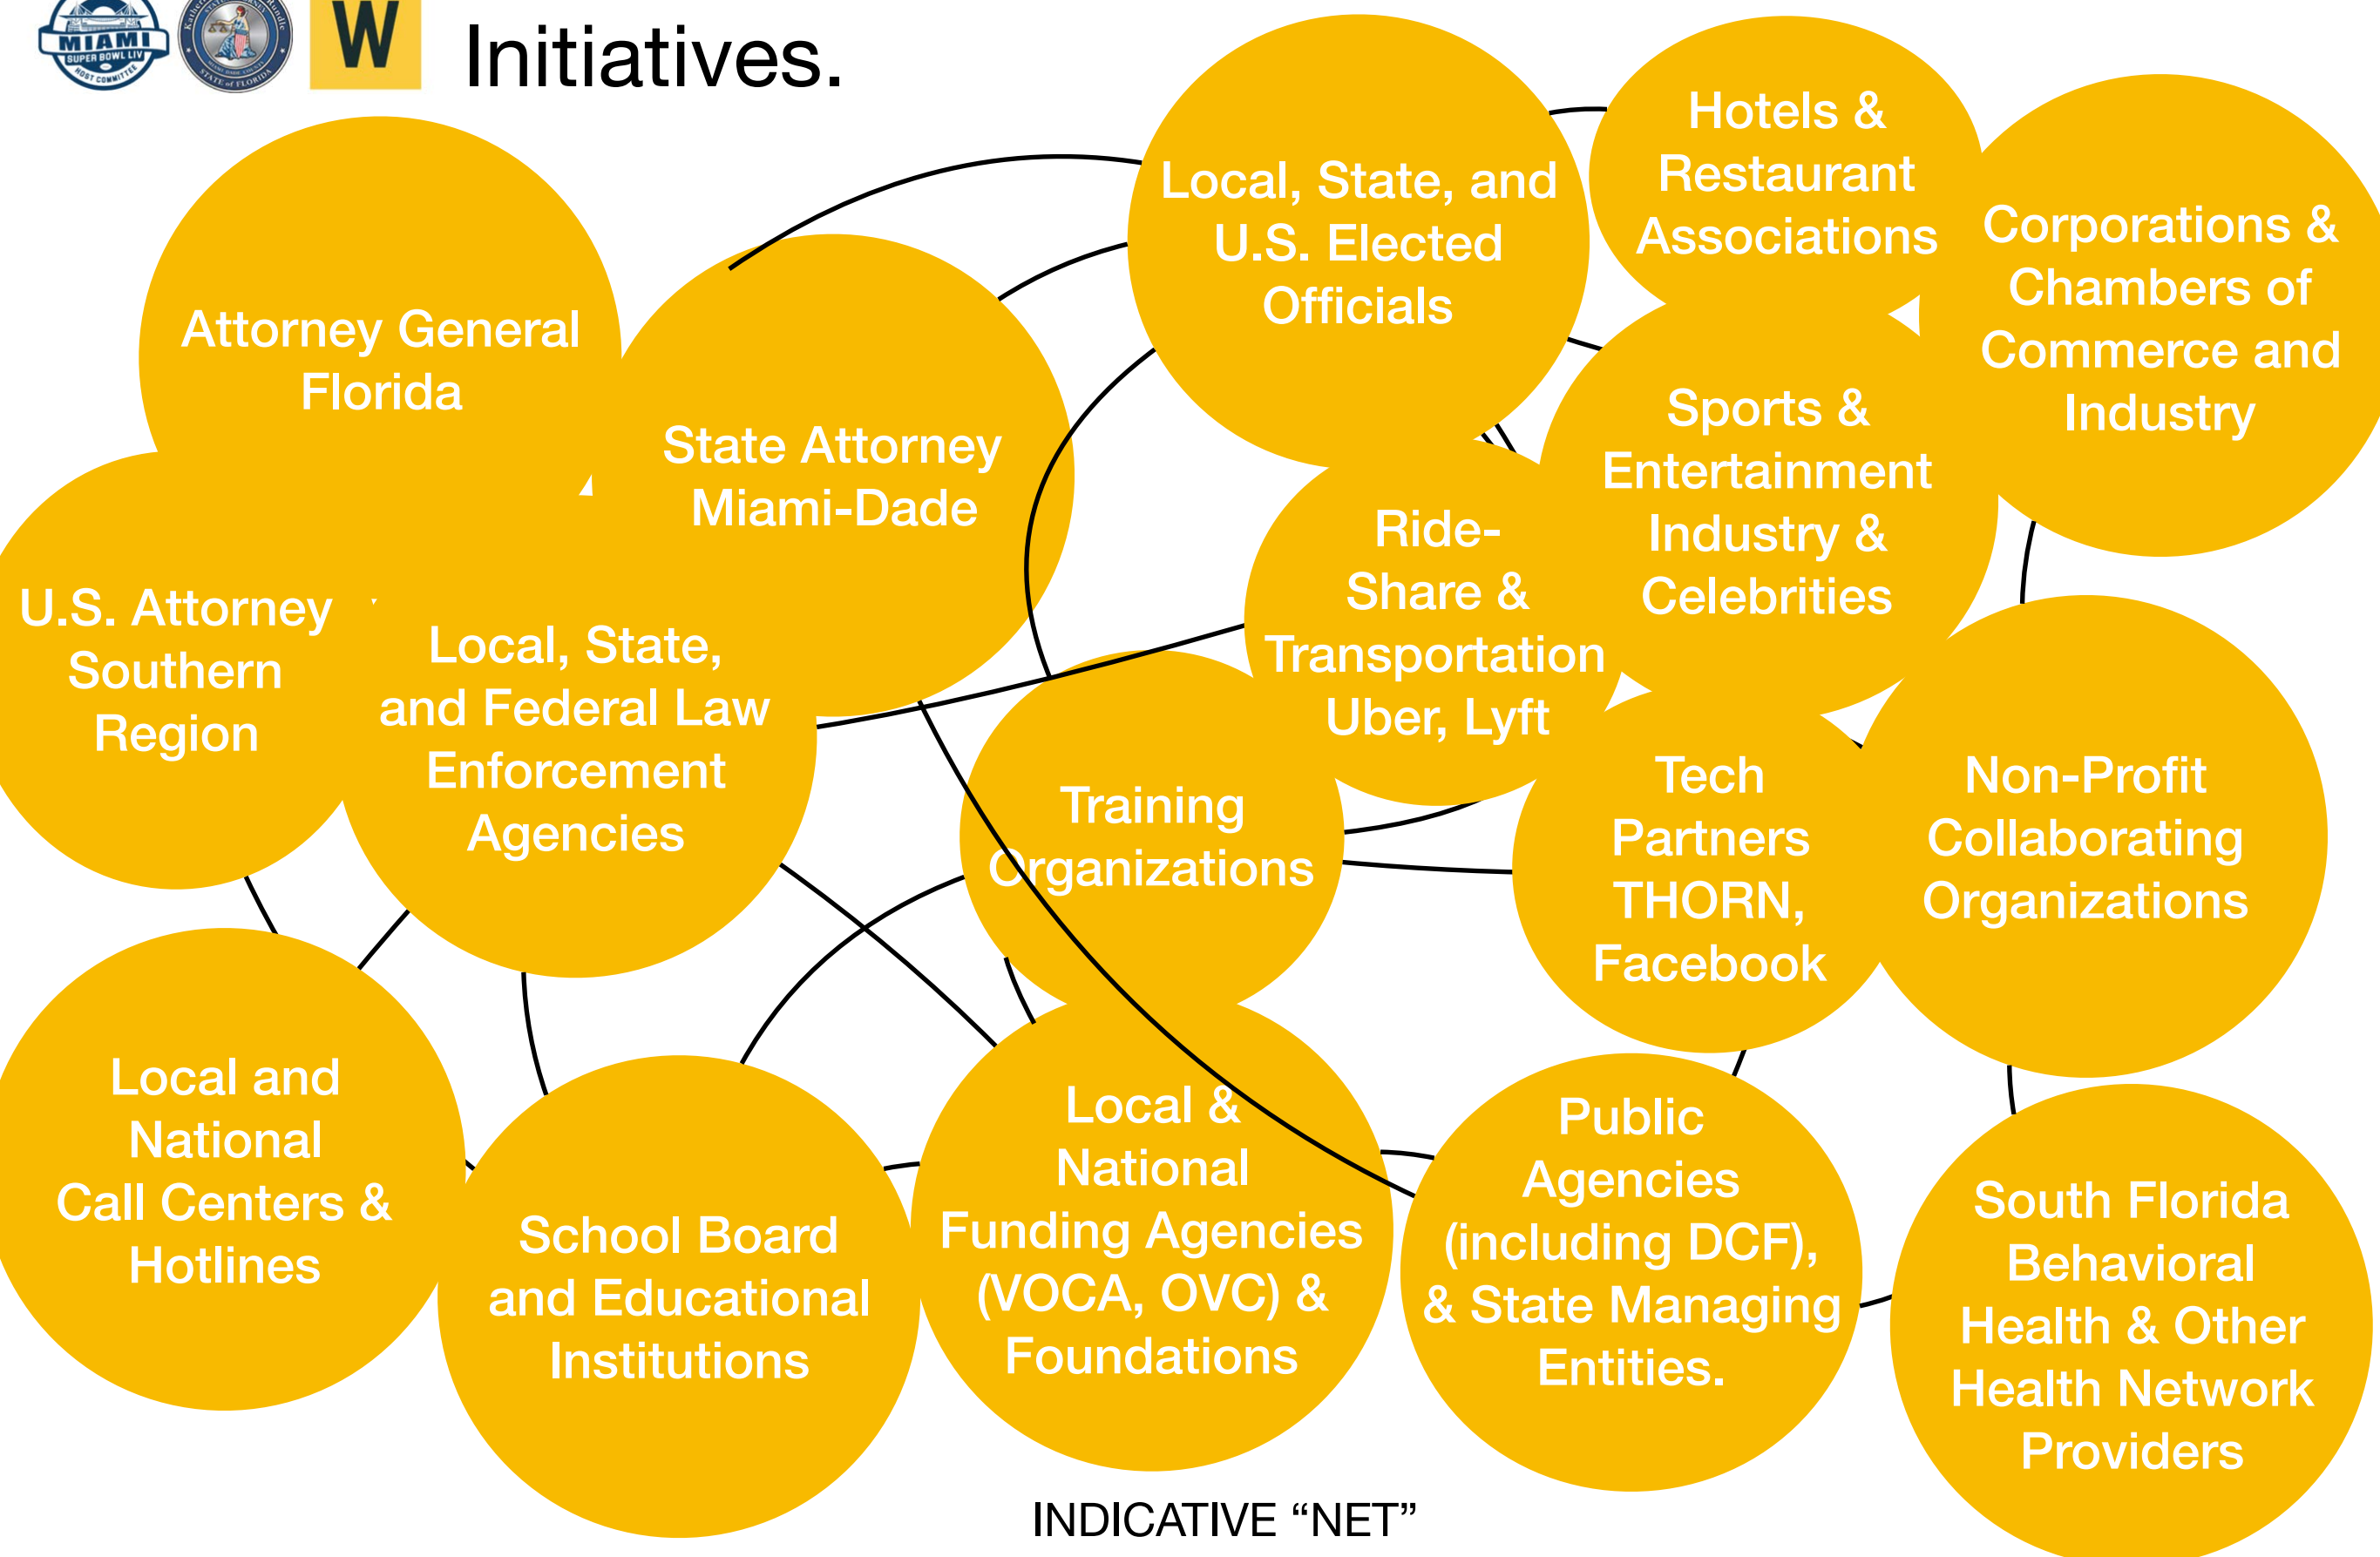 MIAMI
SUPER BOWL LIV
HOST COMMITTEE
STATE of FLORIDA
W
Initiatives.
Attorney General
Florida
State Attorney
Miami-Dade
Local, State, and
U.S. Elected
Officials
Hotels &
Restaurant
Associations
Corporations &
Chambers of
Commerce and
Industry
U.S. Attorney
Southern
Region
Local, State,
and Federal Law
Enforcement
Agencies
Ride-
Share &
Transportation
Uber, Lyft
Sports &
Entertainment
Industry &
Celebrities
Training
Organizations
Tech
Partners
THORN,
Facebook
Non-Profit
Collaborating
Organizations
Local and
National
Call Centers &
Hotlines
School Board
and Educational
Institutions
Local &
National
Funding Agencies
(VOCA, OVC) &
Foundations
Public
Agencies
(including DCF),
& State Managing
Entities.
South Florida
Behavioral
Health & Other
Health Network
Providers
INDICATIVE “NET”